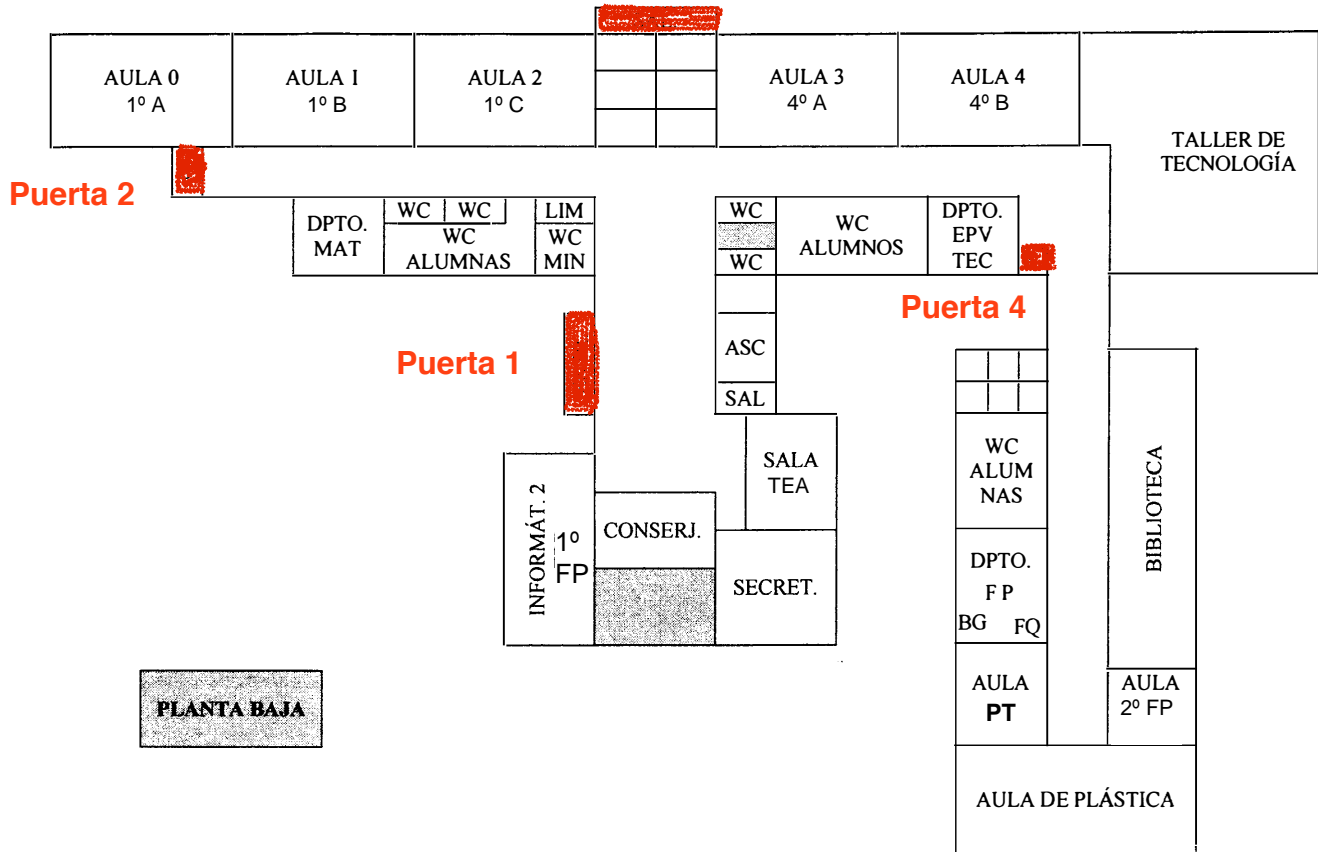 AULA 0
1º A
AULA 1
1º B
AULA 2
1º C
AULA 3
4º A
AULA 4
4º B
TALLER DE
TECNOLOGÍA
Puerta 2
DPTO.
MAT
WC
WC
WC
ALUMNAS
LIM
WC
MIN
WC
WC
WC
ALUMNOS
DPTO.
EPV
TEC
Puerta 4
Puerta 1
ASC
SAL
SALA
TEA
INFORMÁT. 2
1º
FP
CONSERJ.
SECRET.
WC
ALUM
NAS
BIBLIOTECA
DPTO.
F P
BG
FQ
AULA
PT
AULA
2º FP
PLANTA BAJA
AULA DE PLÁSTICA